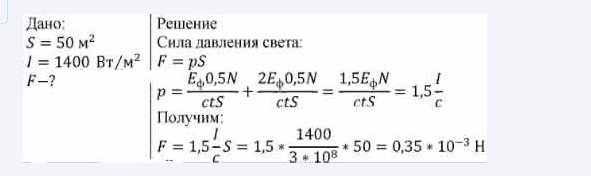 Дано:
S = 50 м²
I = 1400 Вт/м²
F−?
Решение
Сила давления света:
F = pS
p = E_ф0,5N/ctS + 2E_ф0,5N/ctS = 1,5E_фN/ctS = 1,5 I/c
Получим:
F = 1,5 I/c S = 1,5 * 1400/3 * 10⁸ * 50 = 0,35 * 10⁻³ Н